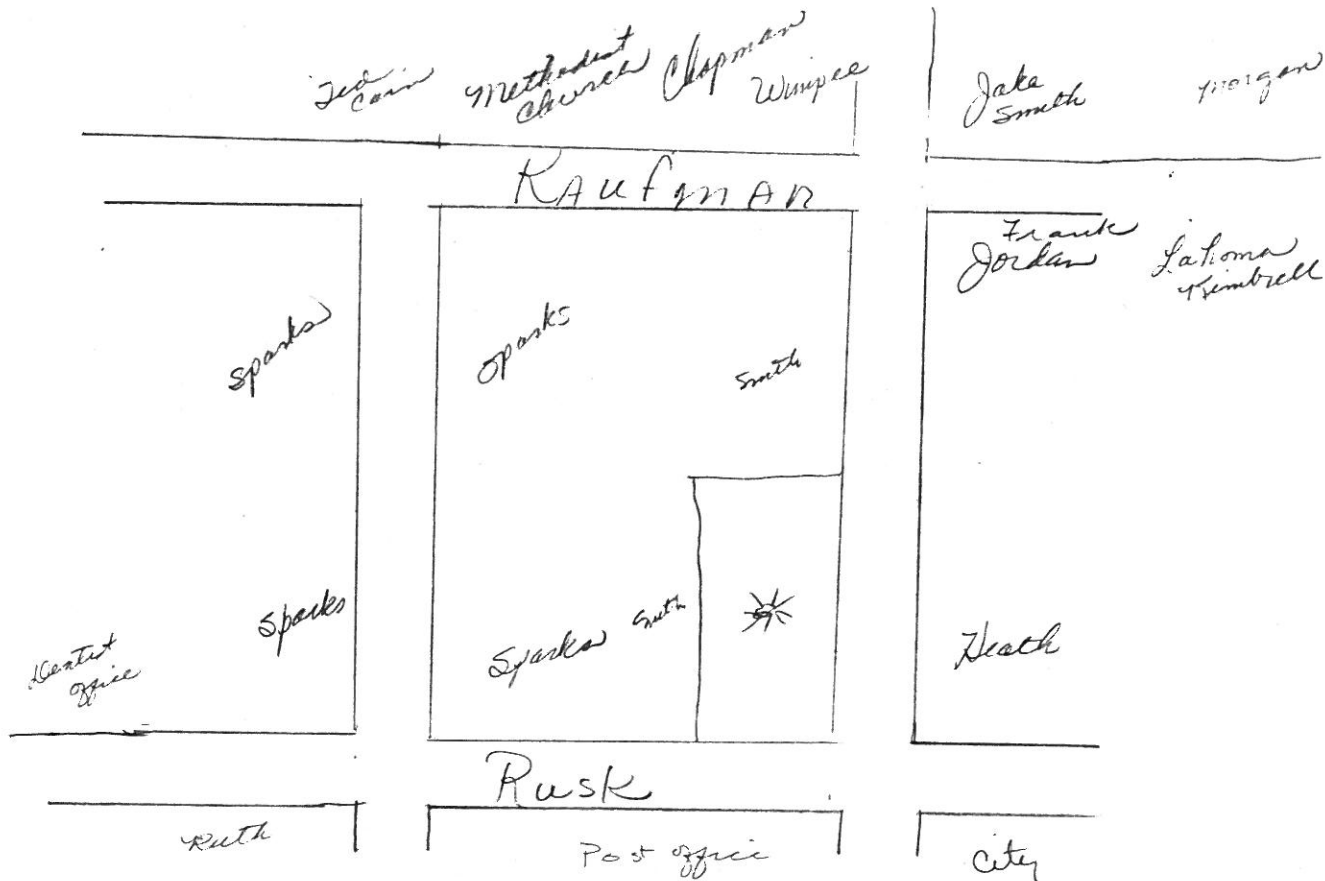 Ted
Cain
Methodist
Church
Chapman
Wimpee
Jake
Smith
Morgan
Kaufman
Frank
Jordan
LaHoma
Kimbrell
Sparks
Sparks
Smith
Sparks
Sparks
Smith
Heath
Dentist
office
Rusk
Ruth
Post office
City